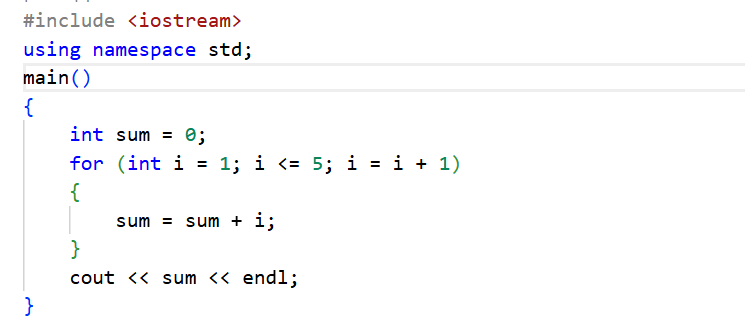 #include <iostream>
using namespace std;
main()
{
    int sum = 0;
    for (int i = 1; i <= 5; i = i + 1)
    {
        sum = sum + i;
    }
    cout << sum << endl;
}